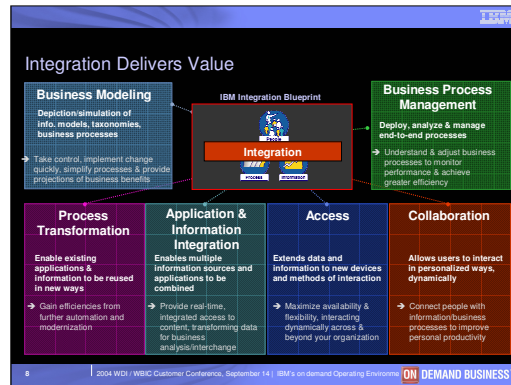 IBM
Integration Delivers Value
Business Modeling
Depiction/simulation of
info. models, taxonomies,
business processes
→ Take control, implement change
quickly, simplify processes & provide
projections of business benefits
IBM Integration Blueprint
People
Integration
Process
Information
Business Process
Management
Deploy, analyze & manage
end-to-end processes
→ Understand & adjust business
processes to monitor
performance & achieve
greater efficiency
Process
Transformation
Enable existing
applications &
information to be reused
in new ways
→ Gain efficiencies from
further automation and
modernization
Application &
Information
Integration
Enables multiple
information sources and
applications to be
combined
→ Provide real-time,
integrated access to
content, transforming data
for business
analysis/interchange
Access
Extends data and
information to new devices
and methods of interaction
→ Maximize availability &
flexibility, interacting
dynamically across &
beyond your organization
Collaboration
Allows users to interact
in personalized ways,
dynamically
→ Connect people with
information/business
processes to improve
personal productivity
8
2004 WDI / WBIC Customer Conference, September 14 | IBM's on demand Operating Environme
ON DEMAND BUSINESS